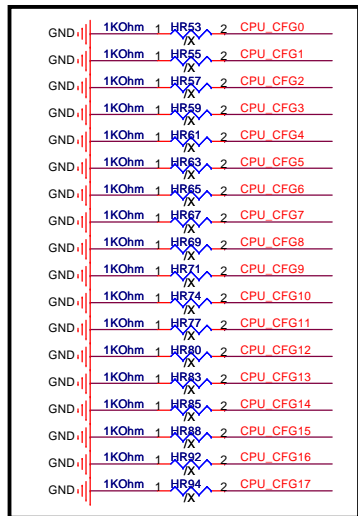 GND 1KOhm 1 HR53 2 CPU_CFG0
/X
GND 1KOhm 1 HR55 2 CPU_CFG1
/X
GND 1KOhm 1 HR57 2 CPU_CFG2
/X
GND 1KOhm 1 HR59 2 CPU_CFG3
/X
GND 1KOhm 1 HR61 2 CPU_CFG4
/X
GND 1KOhm 1 HR63 2 CPU_CFG5
/X
GND 1KOhm 1 HR65 2 CPU_CFG6
/X
GND 1KOhm 1 HR67 2 CPU_CFG7
/X
GND 1KOhm 1 HR69 2 CPU_CFG8
/X
GND 1KOhm 1 HR71 2 CPU_CFG9
/X
GND 1KOhm 1 HR74 2 CPU_CFG10
/X
GND 1KOhm 1 HR77 2 CPU_CFG11
/X
GND 1KOhm 1 HR80 2 CPU_CFG12
/X
GND 1KOhm 1 HR83 2 CPU_CFG13
/X
GND 1KOhm 1 HR85 2 CPU_CFG14
/X
GND 1KOhm 1 HR88 2 CPU_CFG15
/X
GND 1KOhm 1 HR92 2 CPU_CFG16
/X
GND 1KOhm 1 HR94 2 CPU_CFG17
/X